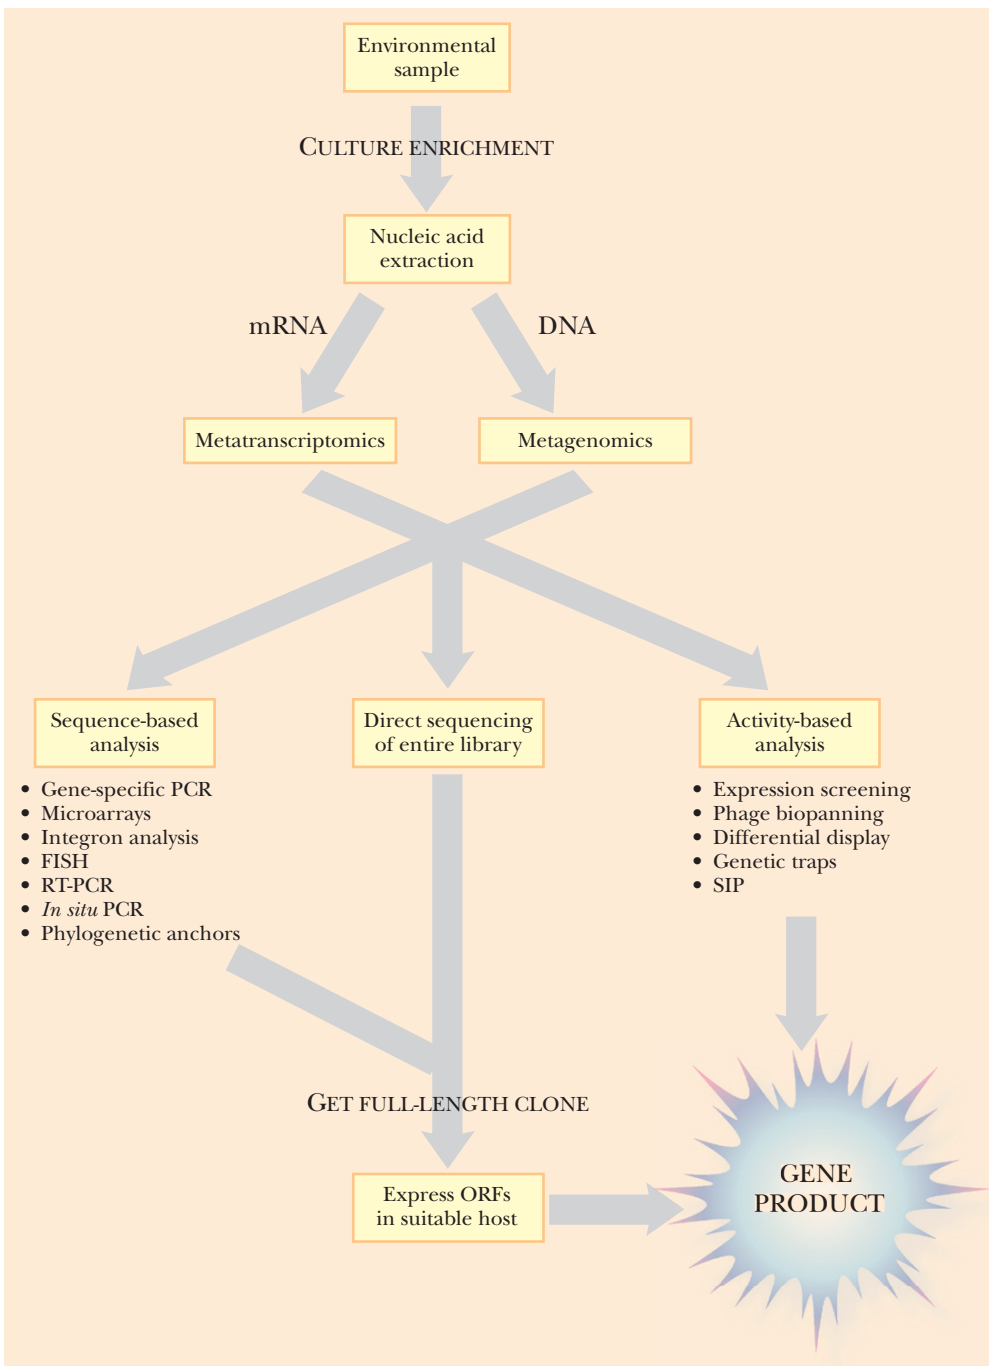 Environmental
sample
CULTURE ENRICHMENT
Nucleic acid
extraction
mRNA
DNA
Metatranscriptomics
Metagenomics
Sequence-based
analysis
• Gene-specific PCR
• Microarrays
• Integron analysis
• FISH
• RT-PCR
• In situ PCR
• Phylogenetic anchors
Direct sequencing
of entire library
Activity-based
analysis
• Expression screening
• Phage biopanning
• Differential display
• Genetic traps
• SIP
GET FULL-LENGTH CLONE
Express ORFs
in suitable host
GENE
PRODUCT